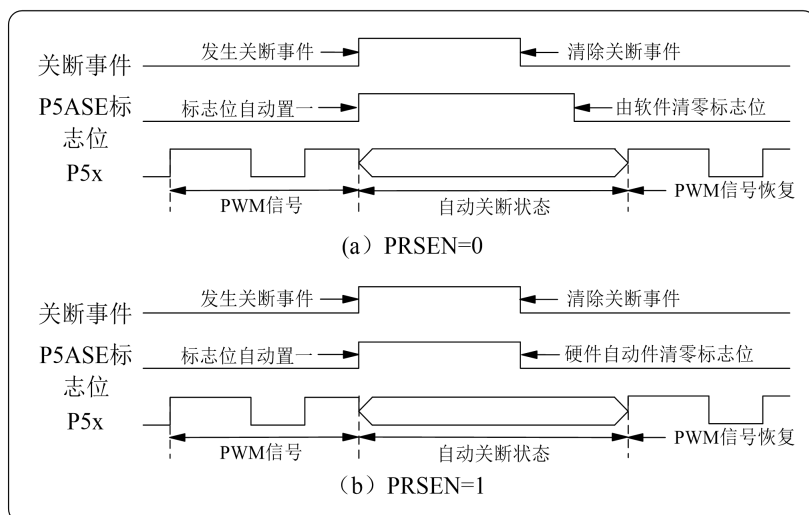 发生关断事件
清除关断事件
关断事件
P5ASE标
志位
标志位自动置一
由软件清零标志位
P5x
PWM信号
自动关断状态
PWM信号恢复
(a）PRSEN=0
发生关断事件
清除关断事件
关断事件
P5ASE标
志位
标志位自动置一
硬件自动件清零标志位
P5x
PWM信号
自动关断状态
PWM信号恢复
（b）PRSEN=1